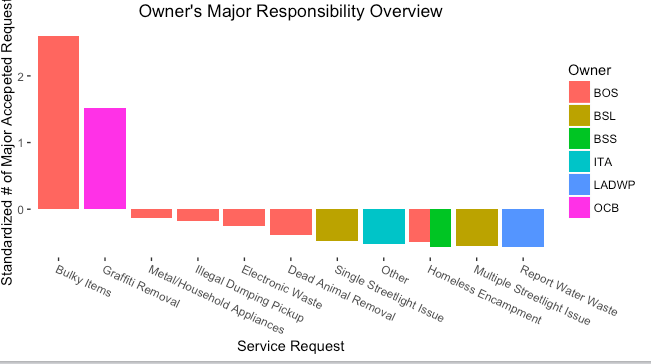 Owner's Major Responsibility Overview
Standardized # of Major Accepeted Request
2
1
0
Bulky Items
Graffiti Removal
Metal/Household Appliances
Illegal Dumping Pickup
Electronic Waste
Dead Animal Removal
Single Streetlight Issue
Other
Homeless Encampment
Multiple Streetlight Issue
Report Water Waste
Service Request
Owner
BOS
BSL
BSS
ITA
LADWP
OCB